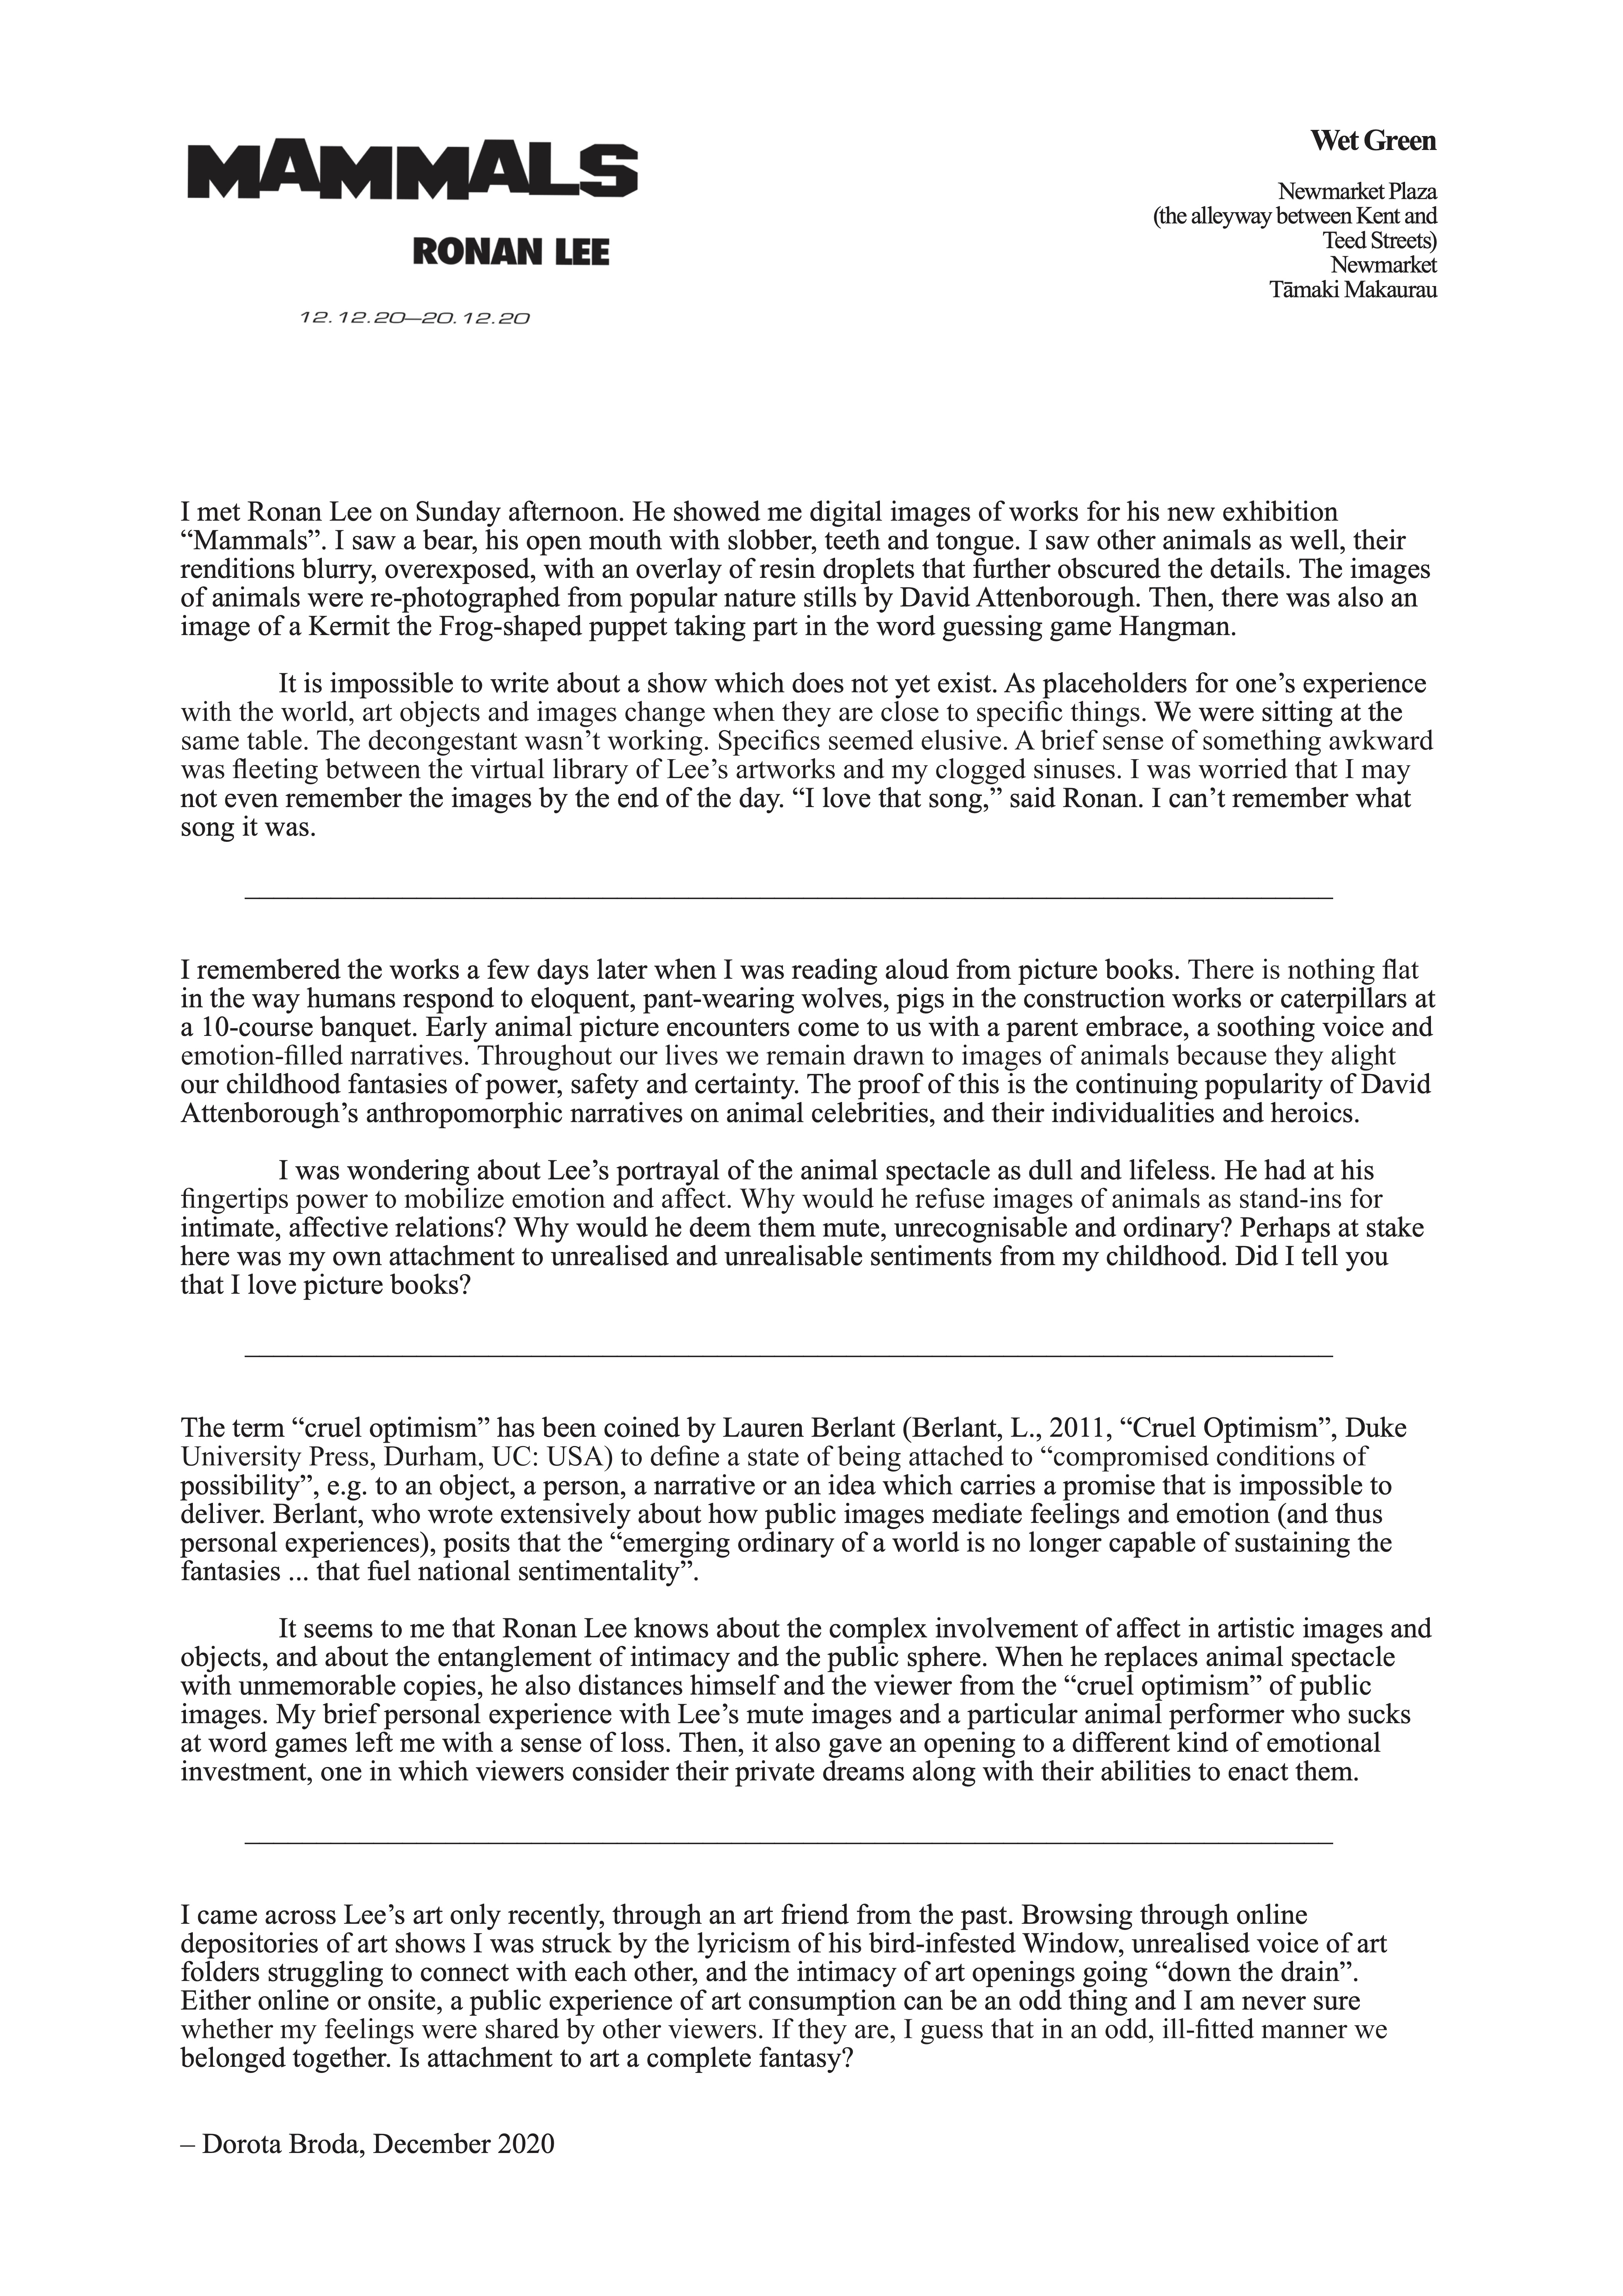 MAMMALS
RONAN LEE
12.12.20—20.12.20
Wet Green
Newmarket Plaza
(the alleyway between Kent and
Teed Streets)
Newmarket
Tāmaki Makaurau
I met Ronan Lee on Sunday afternoon. He showed me digital images of works for his new exhibition
“Mammals”. I saw a bear, his open mouth with slobber, teeth and tongue. I saw other animals as well, their
renditions blurry, overexposed, with an overlay of resin droplets that further obscured the details. The images
of animals were re-photographed from popular nature stills by David Attenborough. Then, there was also an
image of a Kermit the Frog-shaped puppet taking part in the word guessing game Hangman.
It is impossible to write about a show which does not yet exist. As placeholders for one’s experience
with the world, art objects and images change when they are close to specific things. We were sitting at the
same table. The decongestant wasn’t working. Specifics seemed elusive. A brief sense of something awkward
was fleeting between the virtual library of Lee’s artworks and my clogged sinuses. I was worried that I may
not even remember the images by the end of the day. “I love that song,” said Ronan. I can’t remember what
song it was.
I remembered the works a few days later when I was reading aloud from picture books. There is nothing flat
in the way humans respond to eloquent, pant-wearing wolves, pigs in the construction works or caterpillars at
a 10-course banquet. Early animal picture encounters come to us with a parent embrace, a soothing voice and
emotion-filled narratives. Throughout our lives we remain drawn to images of animals because they alight
our childhood fantasies of power, safety and certainty. The proof of this is the continuing popularity of David
Attenborough’s anthropomorphic narratives on animal celebrities, and their individualities and heroics.
I was wondering about Lee’s portrayal of the animal spectacle as dull and lifeless. He had at his
fingertips power to mobilize emotion and affect. Why would he refuse images of animals as stand-ins for
intimate, affective relations? Why would he deem them mute, unrecognisable and ordinary? Perhaps at stake
here was my own attachment to unrealised and unrealisable sentiments from my childhood. Did I tell you
that I love picture books?
The term “cruel optimism” has been coined by Lauren Berlant (Berlant, L., 2011, “Cruel Optimism”, Duke
University Press, Durham, UC: USA) to define a state of being attached to “compromised conditions of
possibility”, e.g. to an object, a person, a narrative or an idea which carries a promise that is impossible to
deliver. Berlant, who wrote extensively about how public images mediate feelings and emotion (and thus
personal experiences), posits that the “emerging ordinary of a world is no longer capable of sustaining the
fantasies ... that fuel national sentimentality”.
It seems to me that Ronan Lee knows about the complex involvement of affect in artistic images and
objects, and about the entanglement of intimacy and the public sphere. When he replaces animal spectacle
with unmemorable copies, he also distances himself and the viewer from the “cruel optimism” of public
images. My brief personal experience with Lee’s mute images and a particular animal performer who sucks
at word games left me with a sense of loss. Then, it also gave an opening to a different kind of emotional
investment, one in which viewers consider their private dreams along with their abilities to enact them.
I came across Lee’s art only recently, through an art friend from the past. Browsing through online
depositories of art shows I was struck by the lyricism of his bird-infested Window, unrealised voice of art
folders struggling to connect with each other, and the intimacy of art openings going “down the drain”.
Either online or onsite, a public experience of art consumption can be an odd thing and I am never sure
whether my feelings were shared by other viewers. If they are, I guess that in an odd, ill-fitted manner we
belonged together. Is attachment to art a complete fantasy?
– Dorota Broda, December 2020